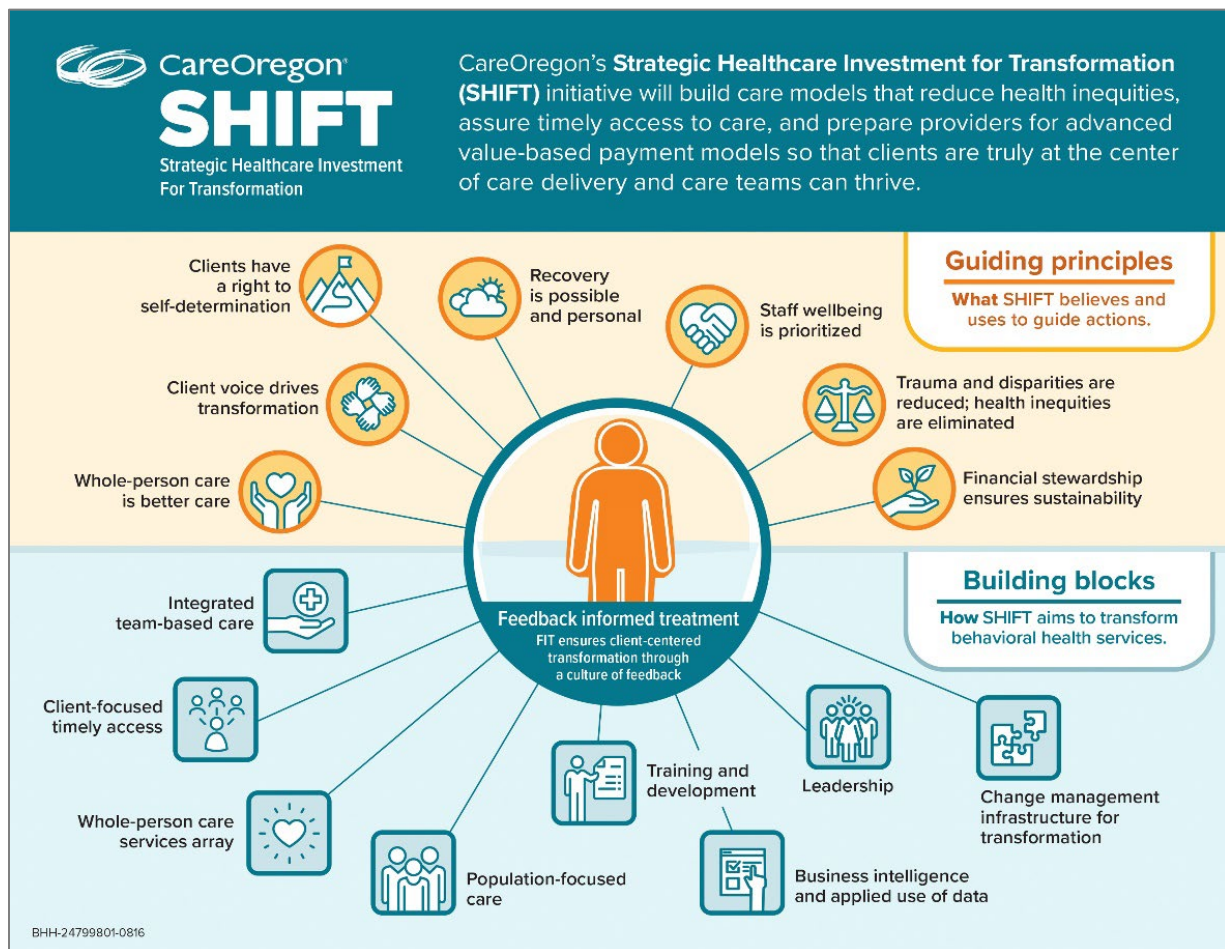 CareOregon®
SHIFT
Strategic Healthcare Investment
For Transformation
CareOregon’s Strategic Healthcare Investment for Transformation
(SHIFT) initiative will build care models that reduce health inequities,
assure timely access to care, and prepare providers for advanced
value-based payment models so that clients are truly at the center
of care delivery and care teams can thrive.
Guiding principles
What SHIFT believes and
uses to guide actions.
Clients have
a right to
self-determination
Recovery
is possible
and personal
Staff wellbeing
is prioritized
Client voice drives
transformation
Trauma and disparities are
reduced; health inequities
are eliminated
Whole-person care
is better care
Financial stewardship
ensures sustainability
Feedback informed treatment
FIT ensures client-centered
transformation through
a culture of feedback
Building blocks
How SHIFT aims to transform
behavioral health services.
Integrated
team-based care
Client-focused
timely access
Whole-person care
services array
Population-focused
care
Training and
development
Business intelligence
and applied use of data
Leadership
Change management
infrastructure for
transformation
BHH-24799801-0816